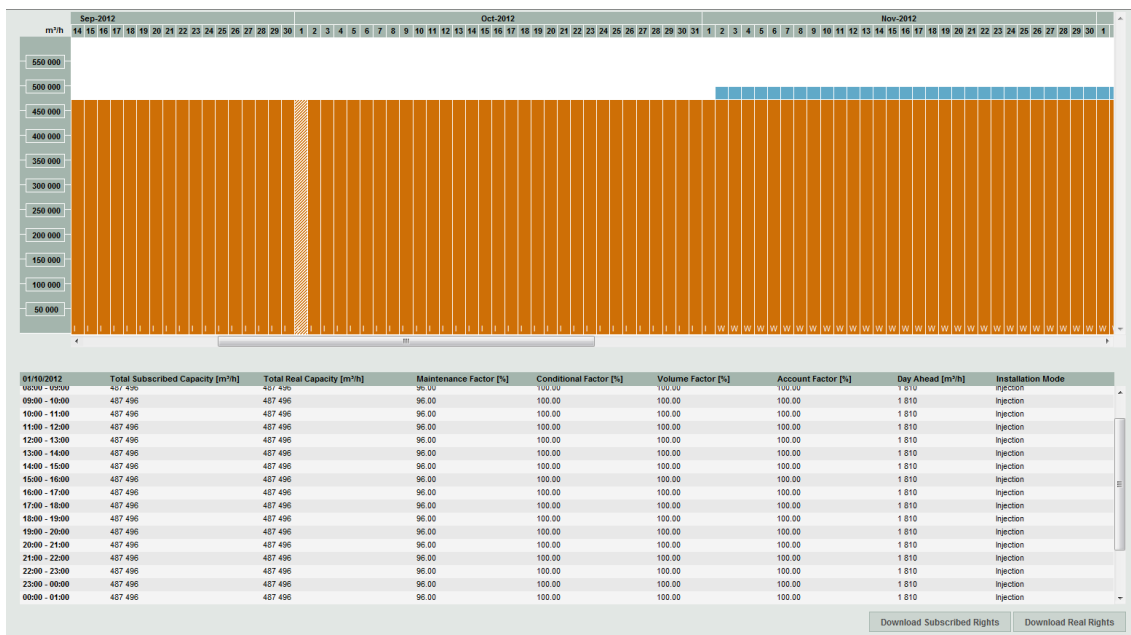 Sep-2012 Oct-2012 Nov-2012
m³/h 14 15 16 17 18 19 20 21 22 23 24 25 26 27 28 29 30 1 2 3 4 5 6 7 8 9 10 11 12 13 14 15 16 17 18 19 20 21 22 23 24 25 26 27 28 29 30 31 1 2 3 4 5 6 7 8 9 10 11 12 13 14 15 16 17 18 19 20 21 22 23 24 25 26 27 28 29 30 1
550 000
500 000
450 000
400 000
350 000
300 000
250 000
200 000
150 000
100 000
50 000
I I I I I I I I I I I I I I I I I I I I I I I I I I I I I I I I I I I I I I I I I I I I I I I I W W W W W W W W W W W W W W W W W W W W W W W W W W W W W W
01/10/2012 Total Subscribed Capacity [m³/h] Total Real Capacity [m³/h] Maintenance Factor [%] Conditional Factor [%] Volume Factor [%] Account Factor [%] Day Ahead [m³/h] Installation Mode
08:00 - 09:00 487 496 487 496 96.00 100.00 100.00 100.00 1 810 Injection
09:00 - 10:00 487 496 487 496 96.00 100.00 100.00 100.00 1 810 Injection
10:00 - 11:00 487 496 487 496 96.00 100.00 100.00 100.00 1 810 Injection
11:00 - 12:00 487 496 487 496 96.00 100.00 100.00 100.00 1 810 Injection
12:00 - 13:00 487 496 487 496 96.00 100.00 100.00 100.00 1 810 Injection
13:00 - 14:00 487 496 487 496 96.00 100.00 100.00 100.00 1 810 Injection
14:00 - 15:00 487 496 487 496 96.00 100.00 100.00 100.00 1 810 Injection
15:00 - 16:00 487 496 487 496 96.00 100.00 100.00 100.00 1 810 Injection
16:00 - 17:00 487 496 487 496 96.00 100.00 100.00 100.00 1 810 Injection
17:00 - 18:00 487 496 487 496 96.00 100.00 100.00 100.00 1 810 Injection
18:00 - 19:00 487 496 487 496 96.00 100.00 100.00 100.00 1 810 Injection
19:00 - 20:00 487 496 487 496 96.00 100.00 100.00 100.00 1 810 Injection
20:00 - 21:00 487 496 487 496 96.00 100.00 100.00 100.00 1 810 Injection
21:00 - 22:00 487 496 487 496 96.00 100.00 100.00 100.00 1 810 Injection
22:00 - 23:00 487 496 487 496 96.00 100.00 100.00 100.00 1 810 Injection
23:00 - 00:00 487 496 487 496 96.00 100.00 100.00 100.00 1 810 Injection
00:00 - 01:00 487 496 487 496 96.00 100.00 100.00 100.00 1 810 Injection
Download Subscribed Rights Download Real Rights